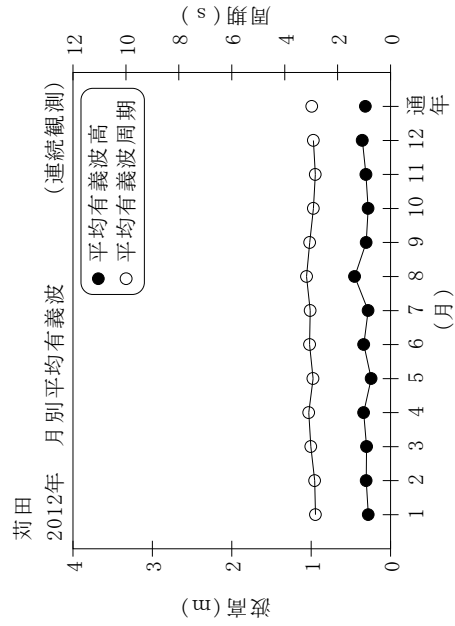 苅田
2012年 月別平均有義波 (連続観測)
平均有義波高
平均有義波周期
波高(m)
4
3
2
1
0
周期(s)
12
10
8
6
4
2
0
1 2 3 4 5 6 7 8 9 10 11 12 通年
(月)